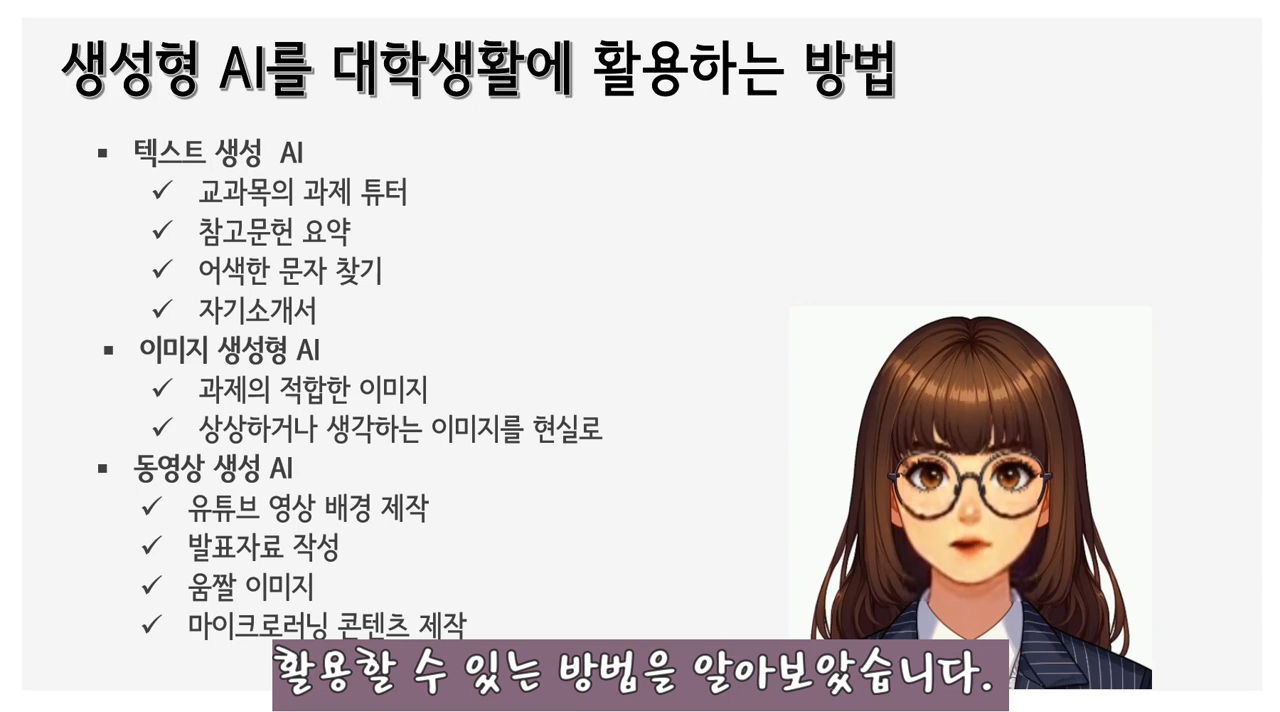 생성형 AI를 대학생활에 활용하는 방법
▪ 텍스트 생성 AI
✓ 교과목의 과제 튜터
✓ 참고문헌 요약
✓ 어색한 문자 찾기
✓ 자기소개서
▪ 이미지 생성형 AI
✓ 과제의 적합한 이미지
✓ 상상하거나 생각하는 이미지를 현실로
▪ 동영상 생성 AI
✓ 유튜브 영상 배경 제작
✓ 발표자료 작성
✓ 움짤 이미지
✓ 마이크로러닝 콘텐츠 제작
활용할 수 있는 방법을 알아보았습니다.